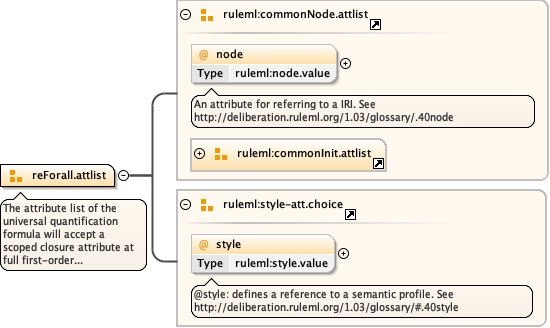 ruleml:commonNode.attlist
@ node
Type ruleml:node.value
An attribute for referring to a IRI. See
http://deliberation.ruleml.org/1.03/glossary/.40node
ruleml:commonInit.attlist
reForall.attlist
The attribute list of the
universal quantification
formula will accept a
scoped closure attribute at
full first-order...
ruleml:style-att.choice
@ style
Type ruleml:style.value
@style: defines a reference to a semantic profile. See
http://deliberation.ruleml.org/1.03/glossary/#.40style